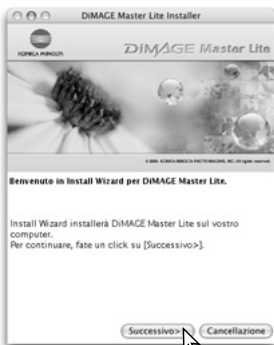 DiMAGE Master Lite Installer
KONICA MINOLTA
DiMAGE Master Lite
Benvenuto in Install Wizard per DiMAGE Master Lite.
Install Wizard installerà DiMAGE Master Lite sul vostro
computer.
Per continuare, fate un click su [Successivo>].
Successivo>
Cancellazione